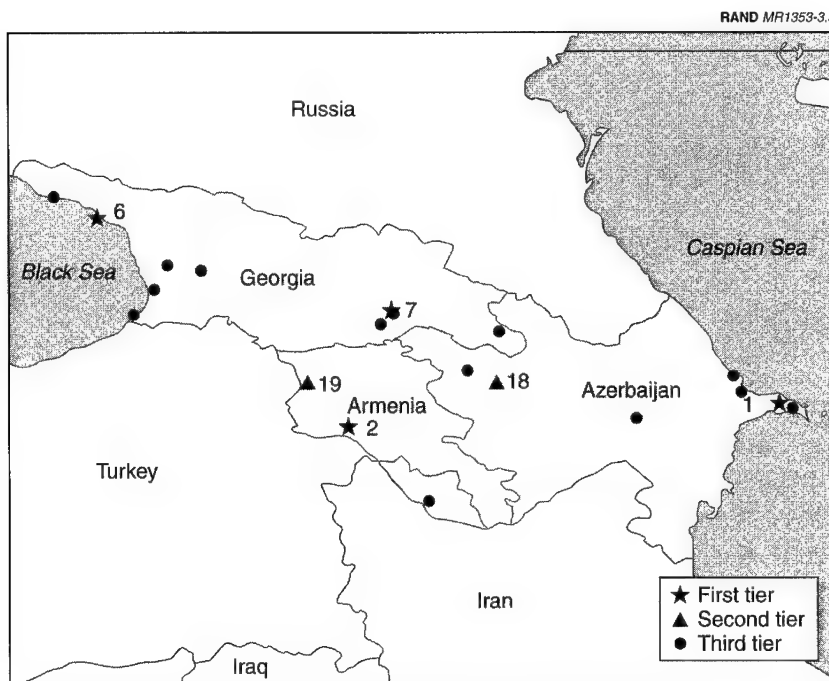 RAND MR1353-3.
Russia
6
Caspian Sea
Black Sea
Georgia
7
19
18
Azerbaijan
Armenia
1
2
Turkey
Iran
First tier
Second tier
Third tier
Iraq